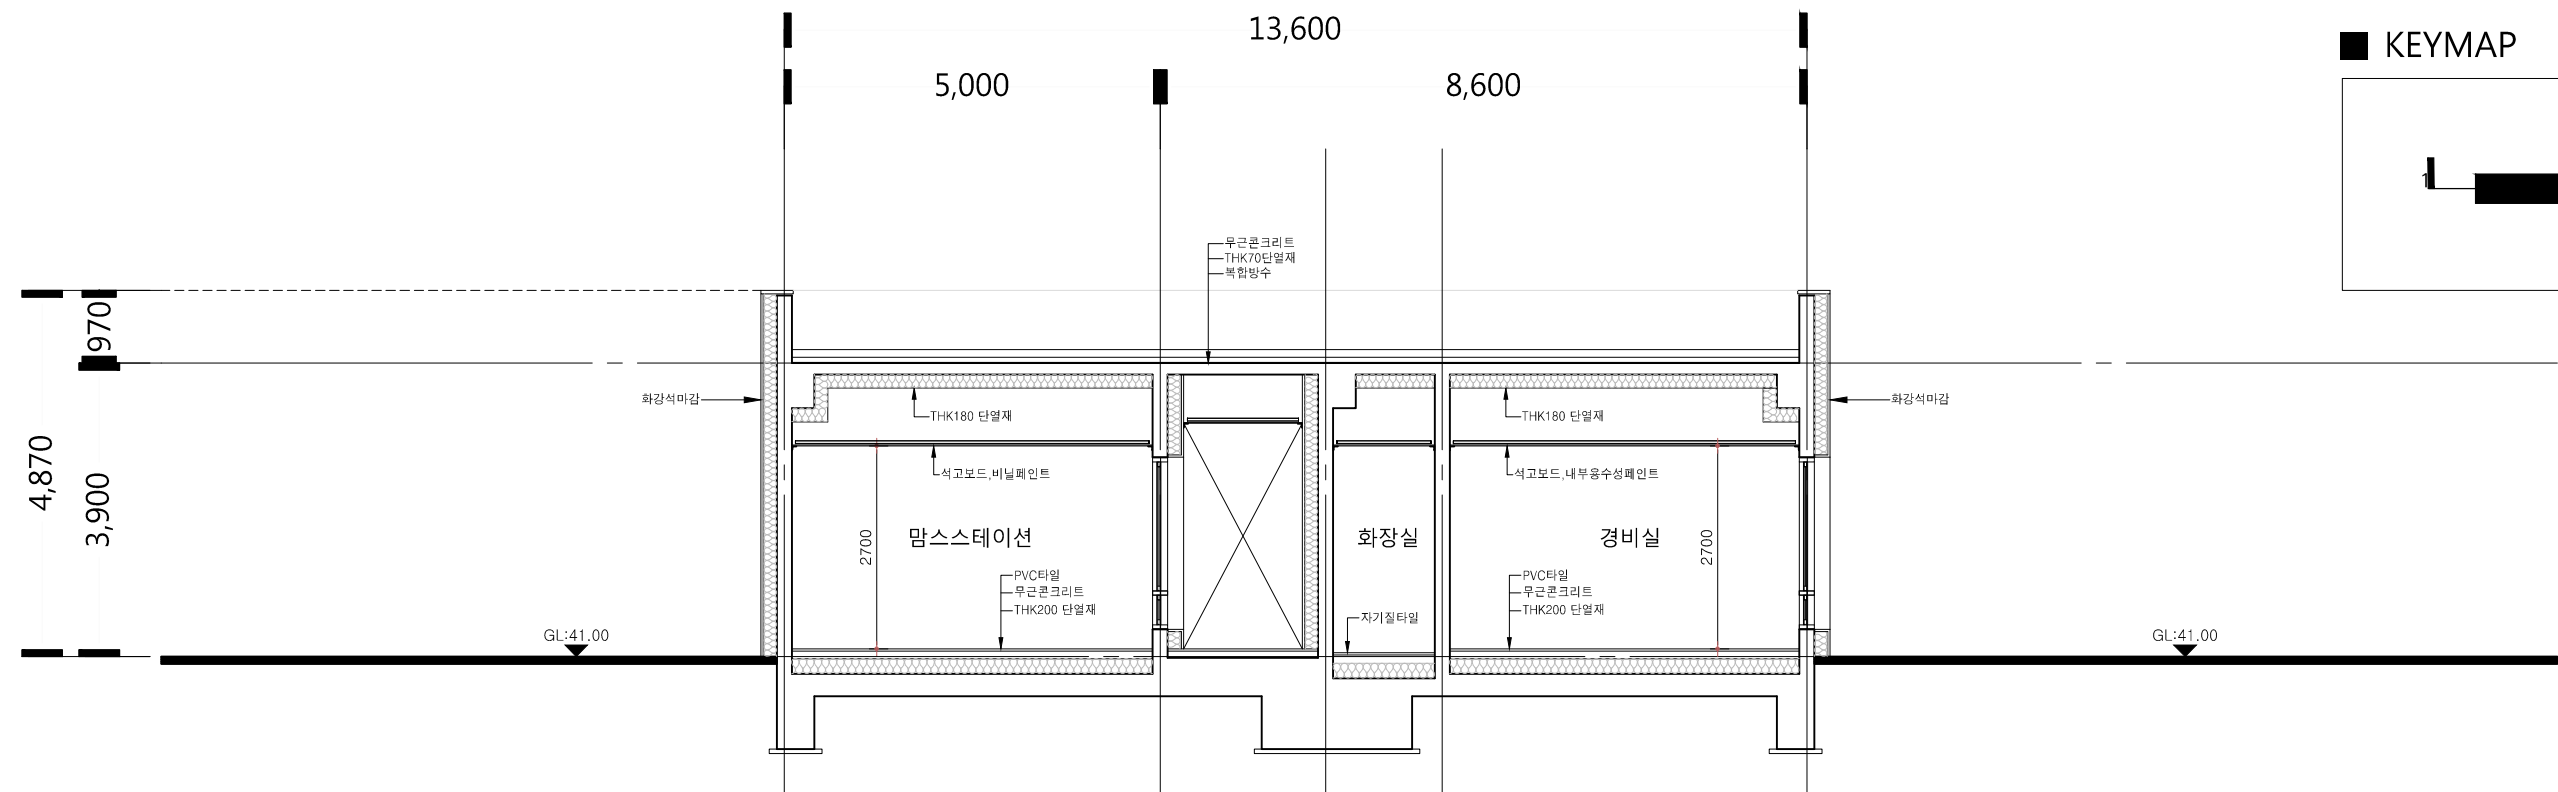 13,600
KEYMAP
5,000
8,600
1
무근콘크리트
THK70단열재
복합방수
970
4,870
3,900
화강석마감
THK180 단열재
THK180 단열재
화강석마감
석고보드,비닐페인트
석고보드,내부용수성페인트
2700
맘스스테이션
화장실
경비실
2700
PVC타일
무근콘크리트
THK200 단열재
PVC타일
무근콘크리트
THK200 단열재
자기질타일
GL:41.00
GL:41.00